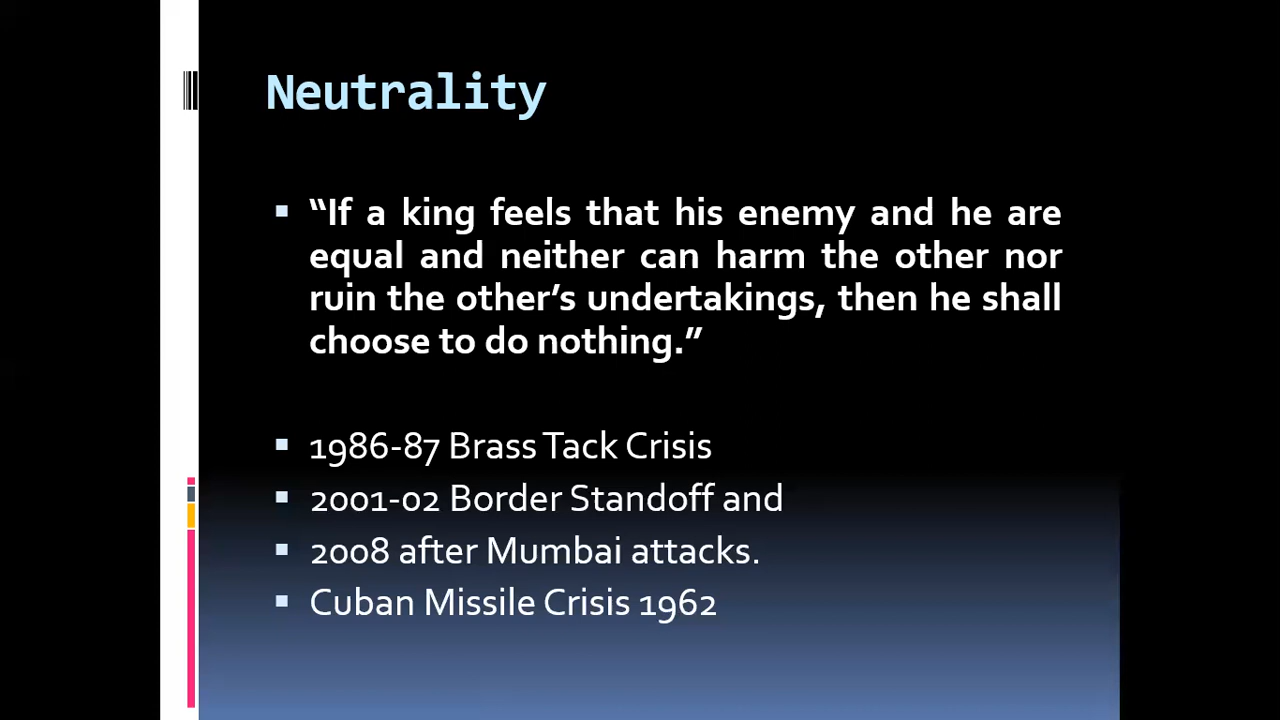 Neutrality
“If a king feels that his enemy and he are
equal and neither can harm the other nor
ruin the other’s undertakings, then he shall
choose to do nothing.”
1986-87 Brass Tack Crisis
2001-02 Border Standoff and
2008 after Mumbai attacks.
Cuban Missile Crisis 1962